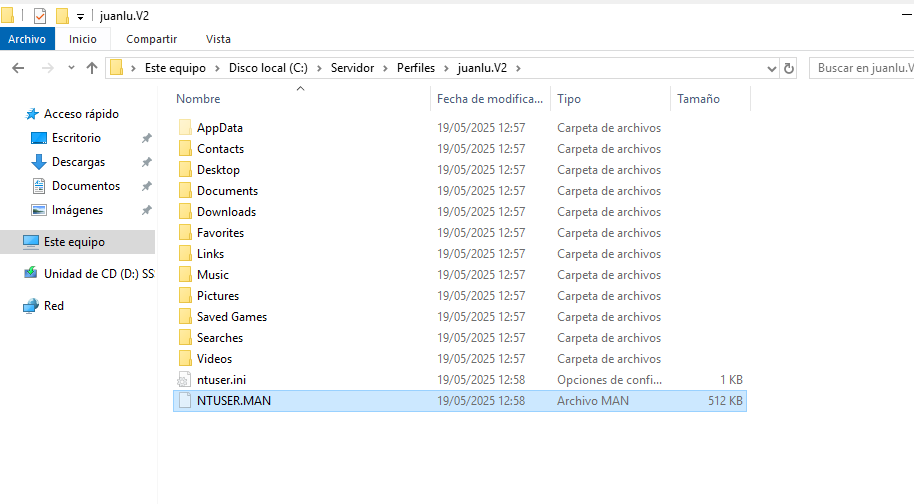 juanlu.V2
Archivo Inicio Compartir Vista
Este equipo > Disco local (C:) > Servidor > Perfiles > juanlu.V2 > Buscar en juanlu.V
Nombre Fecha de modifica... Tipo Tamaño
Acceso rápido
Escritorio
Descargas
Documentos
Imágenes
Este equipo
Unidad de CD (D:) SS
Red
AppData 19/05/2025 12:57 Carpeta de archivos
Contacts 19/05/2025 12:57 Carpeta de archivos
Desktop 19/05/2025 12:57 Carpeta de archivos
Documents 19/05/2025 12:57 Carpeta de archivos
Downloads 19/05/2025 12:57 Carpeta de archivos
Favorites 19/05/2025 12:57 Carpeta de archivos
Links 19/05/2025 12:57 Carpeta de archivos
Music 19/05/2025 12:57 Carpeta de archivos
Pictures 19/05/2025 12:57 Carpeta de archivos
Saved Games 19/05/2025 12:57 Carpeta de archivos
Searches 19/05/2025 12:57 Carpeta de archivos
Videos 19/05/2025 12:57 Carpeta de archivos
ntuser.ini 19/05/2025 12:58 Opciones de confi... 1 KB
NTUSER.MAN 19/05/2025 12:58 Archivo MAN 512 KB